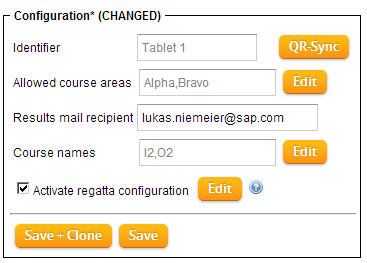 Configuration* (CHANGED)
Identifier Tablet 1 QR-Sync
Allowed course areas Alpha,Bravo Edit
Results mail recipient lukas.niemeier@sap.com
Course names I2,O2 Edit
Activate regatta configuration Edit ?
Save + Clone Save